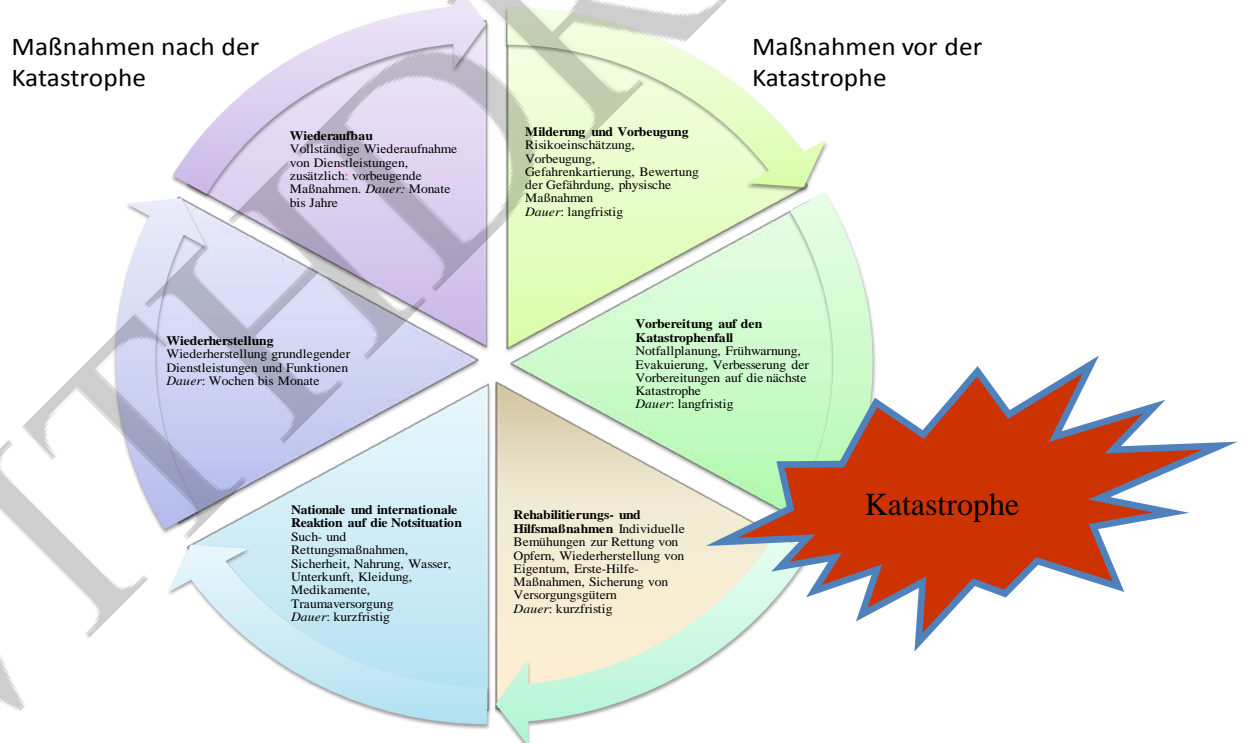 Maßnahmen nach der
Katastrophe
Maßnahmen vor der
Katastrophe
Milderung und Vorbeugung
Risikoeinschätzung,
Vorbeugung,
Gefahrenkartierung, Bewertung
der Gefährdung, physische
Maßnahmen
Dauer: langfristig
Vorbereitung auf den
Katastrophenfall
Notfallplanung, Frühwarnung,
Evakuierung, Verbesserung der
Vorbereitungen auf die nächste
Katastrophe
Dauer: langfristig
Katastrophe
Rehabilitierungs- und
Hilfsmaßnahmen Individuelle
Bemühungen zur Rettung von
Opfern, Wiederherstellung von
Eigentum, Erste-Hilfe-
Maßnahmen, Sicherung von
Versorgungsgütern
Dauer: kurzfristig
Nationale und internationale
Reaktion auf die Notsituation
Such- und
Rettungsmaßnahmen,
Sicherheit, Nahrung, Wasser,
Unterkunft, Kleidung,
Medikamente,
Traumaversorgung
Dauer: kurzfristig
Wiederherstellung
Wiederherstellung grundlegender
Dienstleistungen und Funktionen
Dauer: Wochen bis Monate
Wiederaufbau
Vollständige Wiederaufnahme
von Dienstleistungen,
zusätzlich: vorbeugende
Maßnahmen. Dauer: Monate
bis Jahre